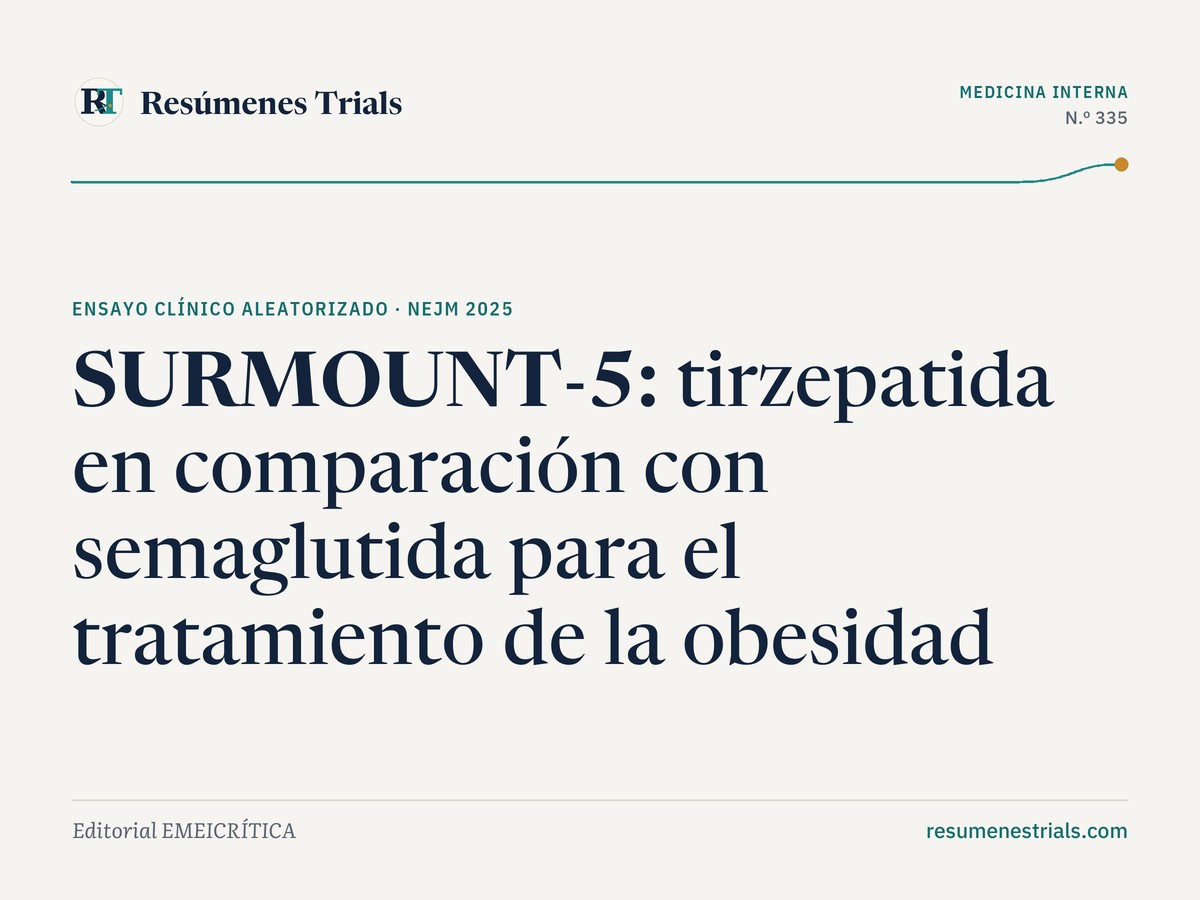 RT Resúmenes Trials
MEDICINA INTERNA
N.º 335
ENSAYO CLÍNICO ALEATORIZADO · NEJM 2025
SURMOUNT-5: tirzepatida
en comparación con
semaglutida para el
tratamiento de la obesidad
Editorial EMEICRÍTICA
resumenestrials.com